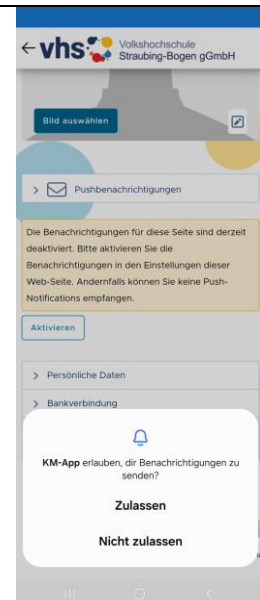 vhs
Volkshochschule
Straubing-Bogen gGmbH
Bild auswählen
Pushbenachrichtigungen
Die Benachrichtigungen für diese Seite sind derzeit
deaktiviert. Bitte aktivieren Sie die
Benachrichtigungen in den Einstellungen dieser
Web-Seite. Andernfalls können Sie keine Push-
Notifications empfangen.
Aktivieren
Persönliche Daten
Bankverbindung
KM-App erlauben, dir Benachrichtigungen zu
senden?
Zulassen
Nicht zulassen